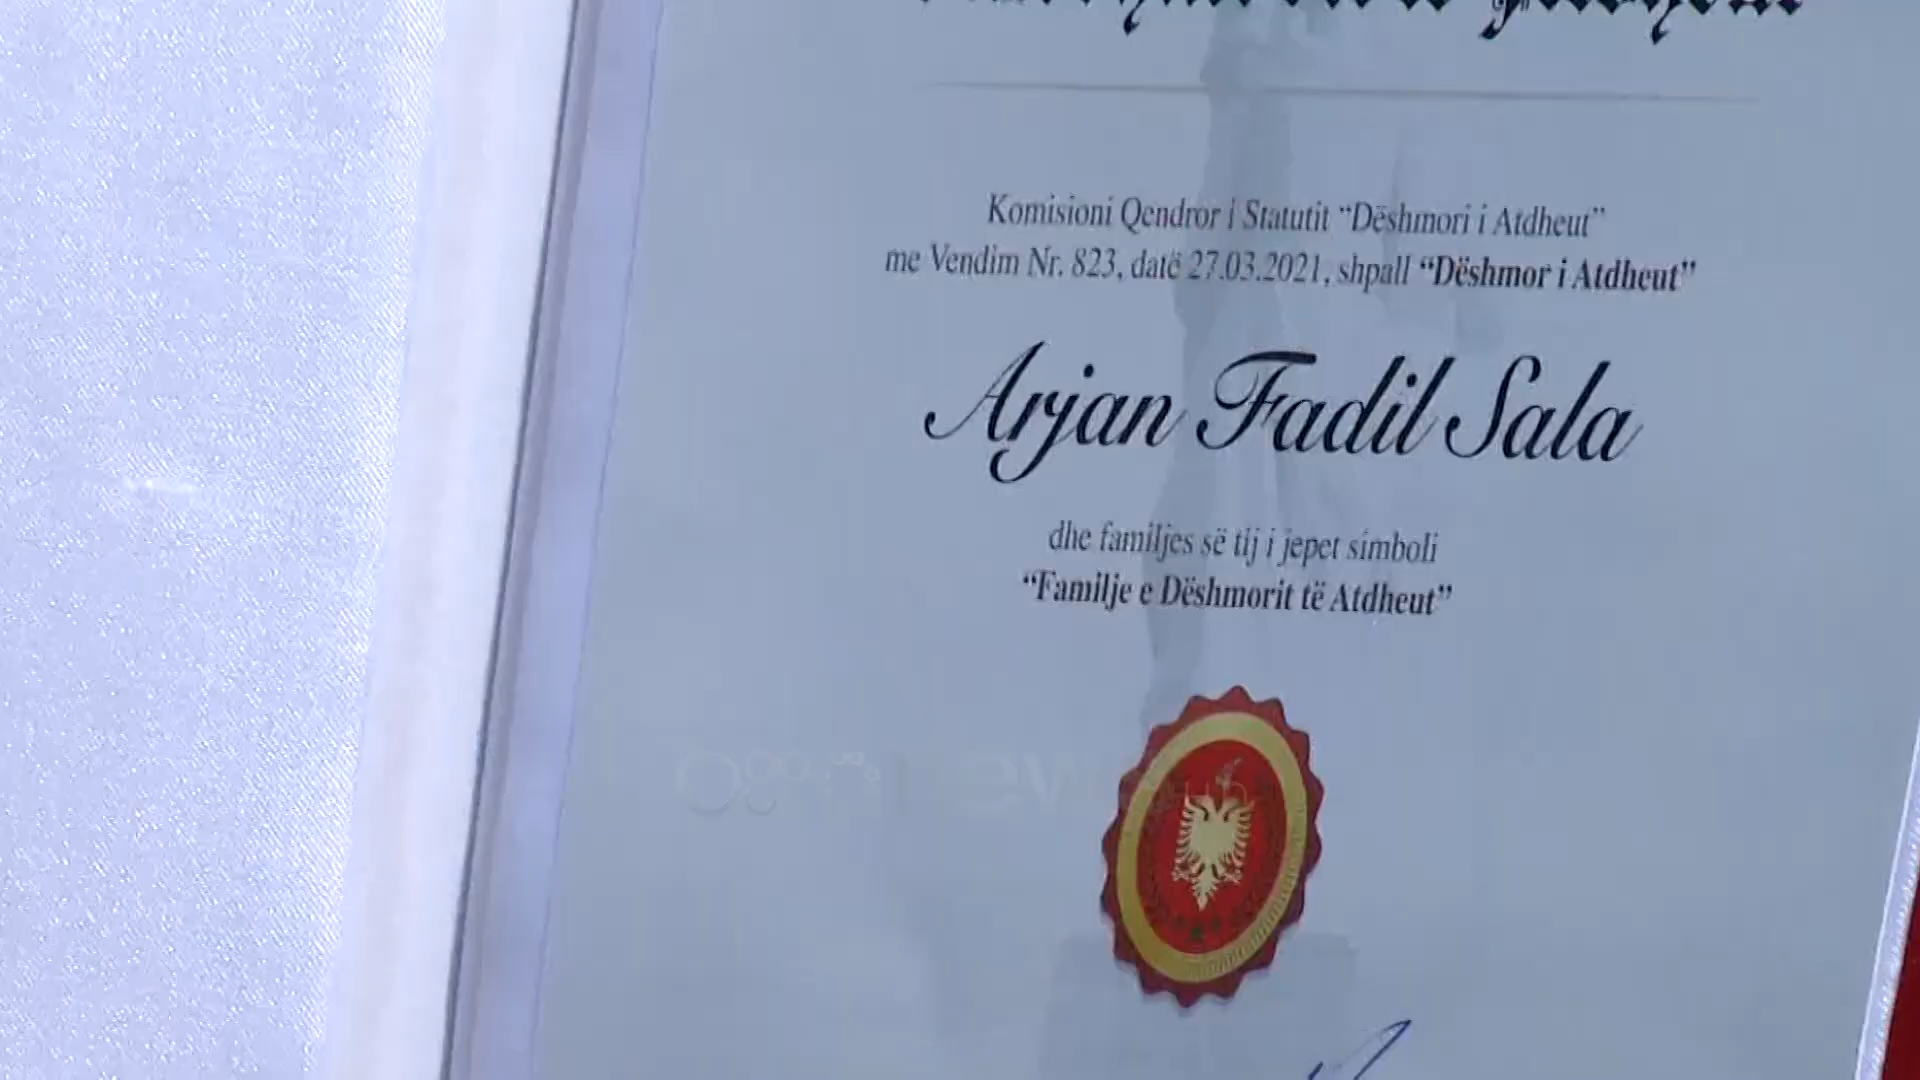 Komisioni Qendror i Statutit “Dëshmori i Atdheut”
me Vendim Nr. 823, datë 27.03.2021, shpall “Dëshmor i Atdheut”
Arjan Fadil Sala
dhe familjes së tij i jepet simboli
“Familje e Dëshmorit të Atdheut”